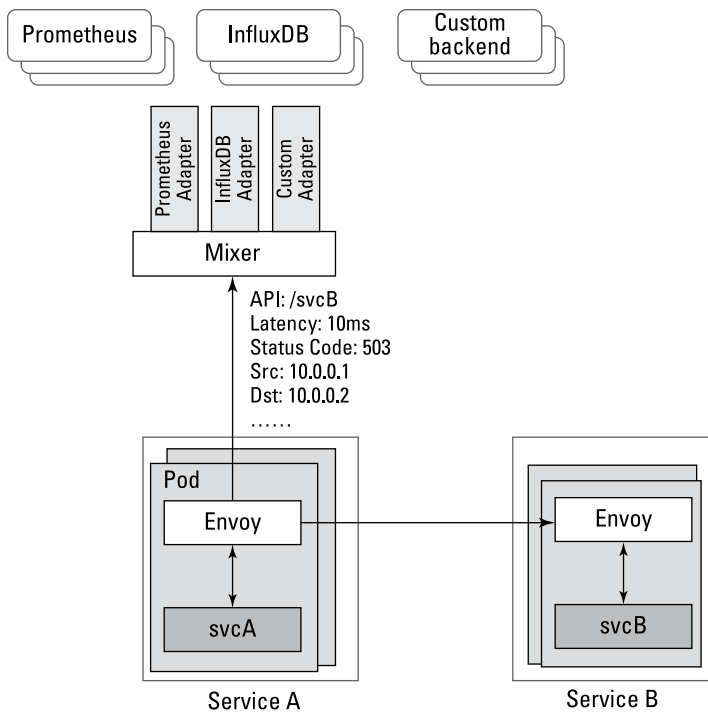 Prometheus
InfluxDB
Custom
backend
Prometheus
Adapter
InfluxDB
Adapter
Custom
Adapter
Mixer
API: /svcB
Latency: 10ms
Status Code: 503
Src: 10.0.0.1
Dst: 10.0.0.2
......
Pod
Envoy
Envoy
svcA
svcB
Service A
Service B